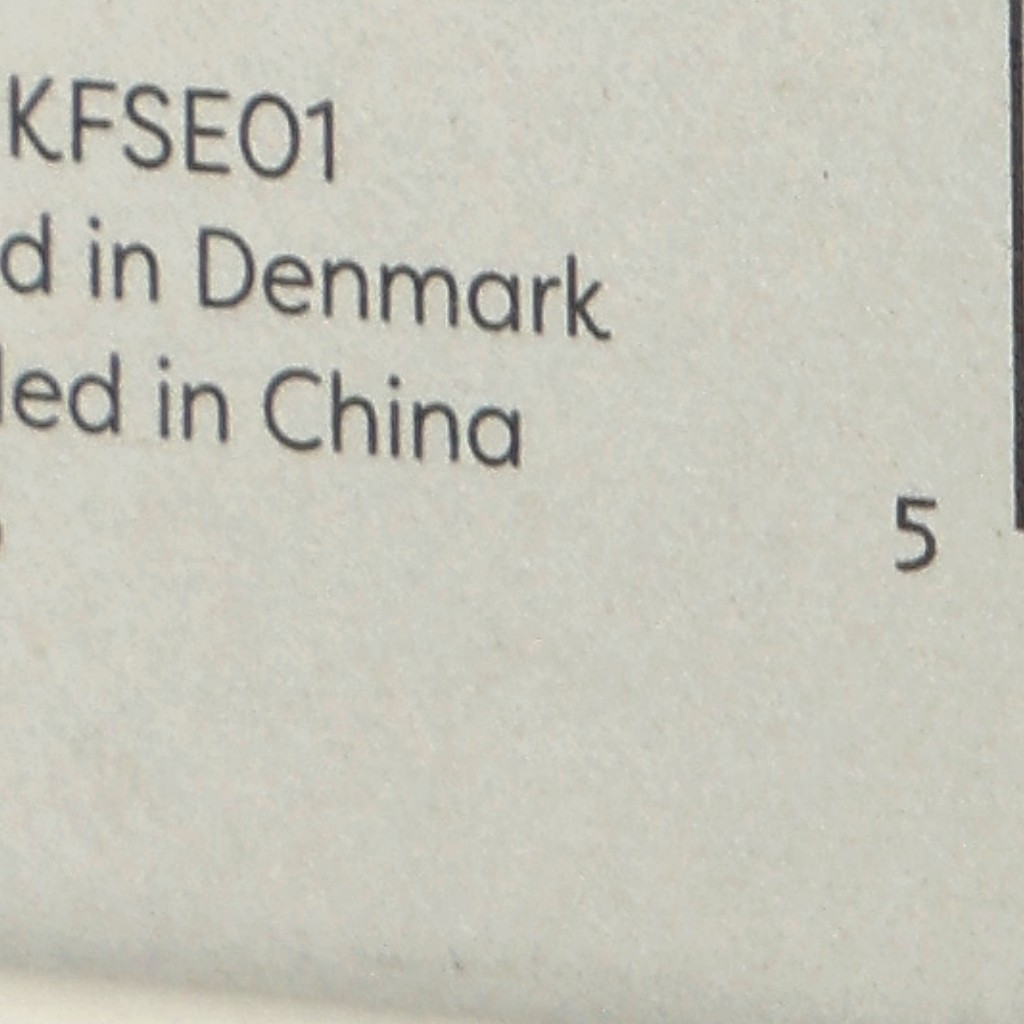 KFSE01
d in Denmark
led in China
5